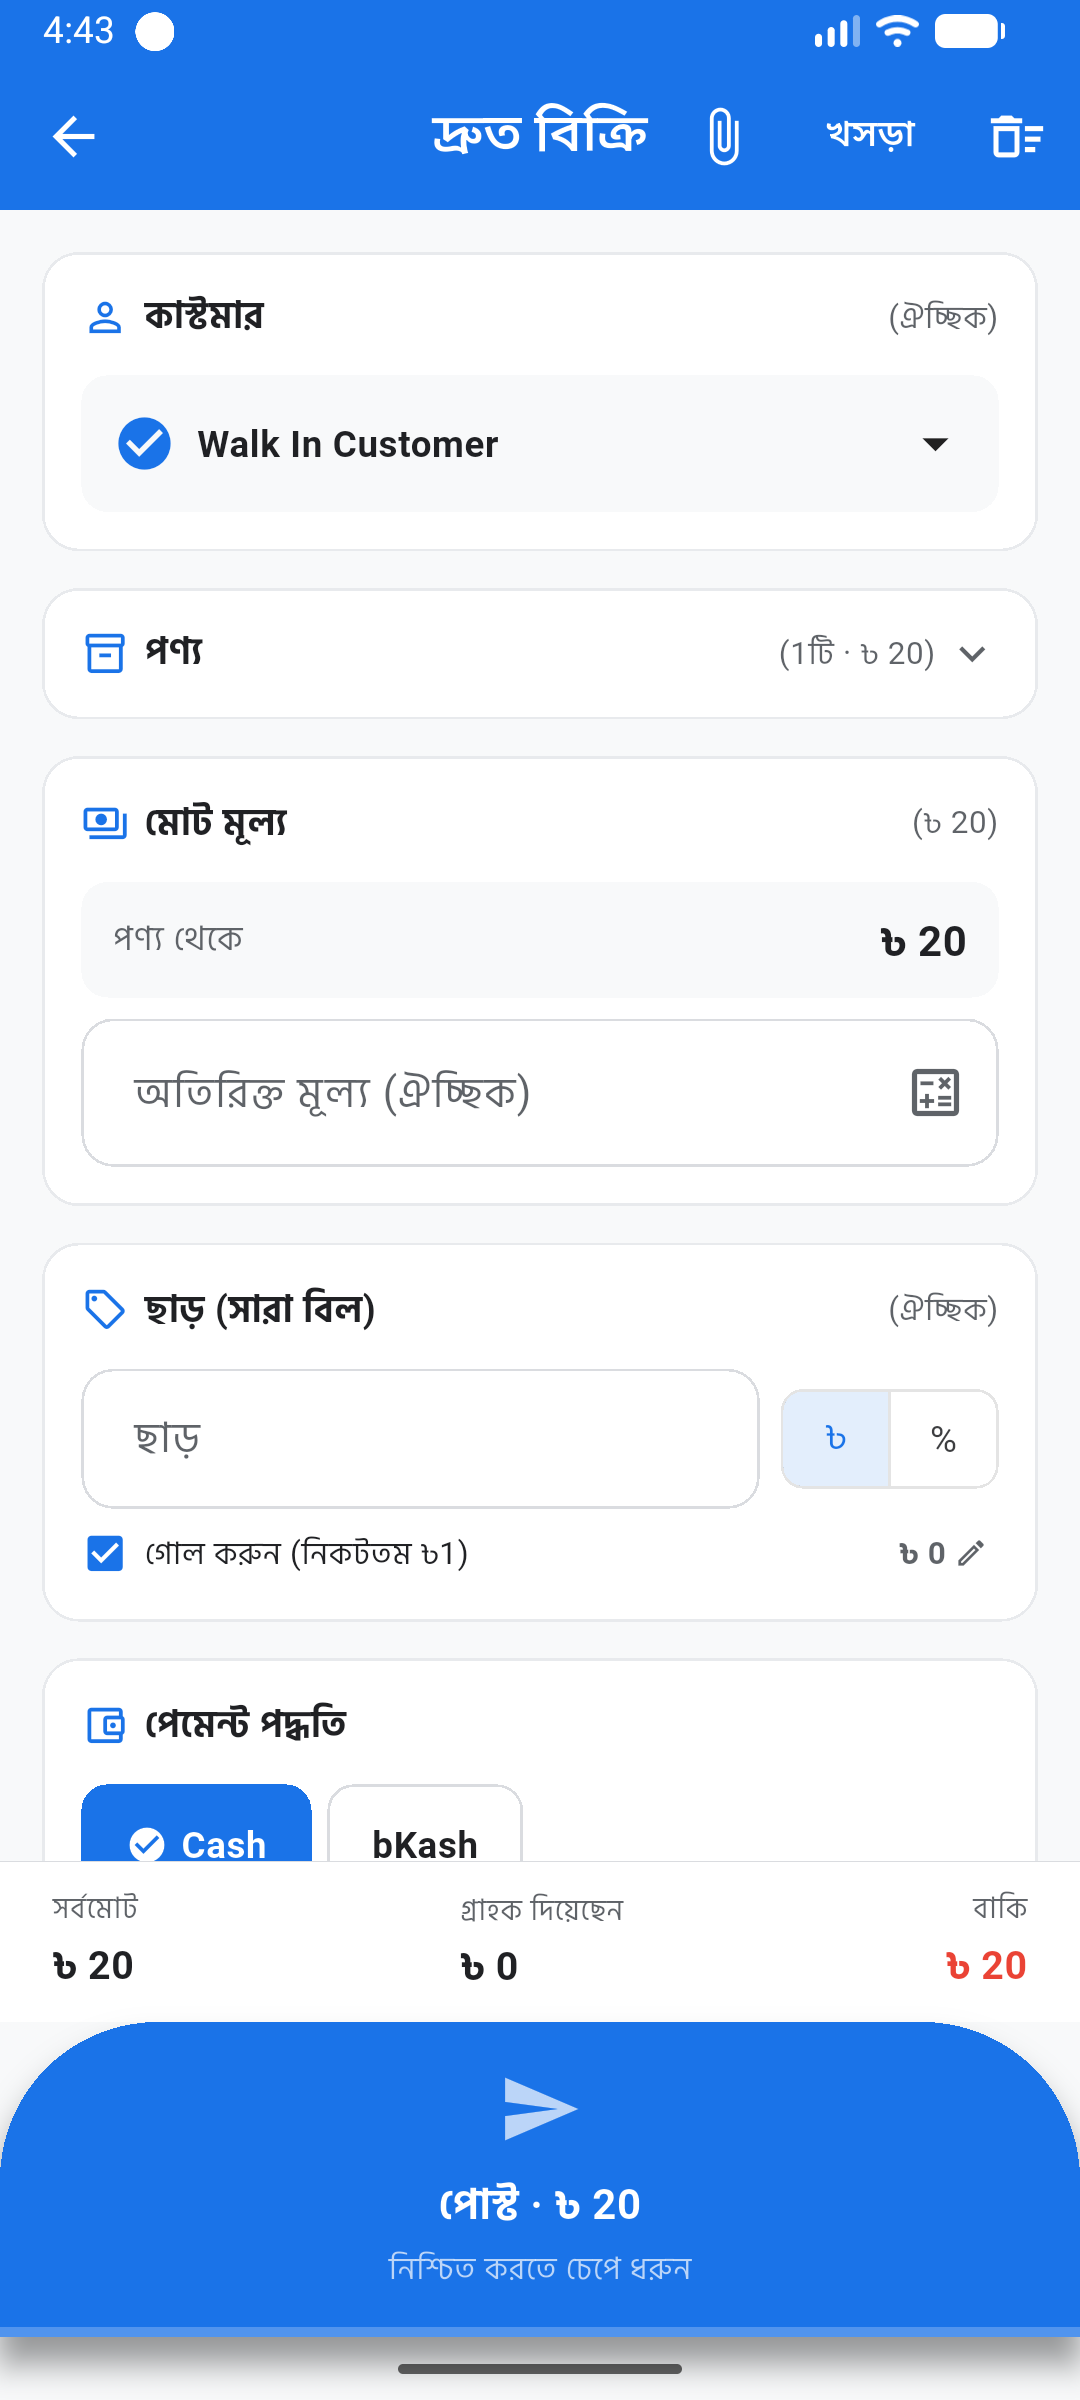 4:43
দ্রুত বিক্রি
খসড়া
কাস্টমার
(ঐচ্ছিক)
Walk In Customer
পণ্য
(1টি · ৳ 20)
মোট মূল্য
(৳ 20)
পণ্য থেকে
৳ 20
অতিরিক্ত মূল্য (ঐচ্ছিক)
ছাড় (সারা বিল)
(ঐচ্ছিক)
ছাড়
৳
%
গোল করুন (নিকটতম ৳1)
৳ 0
পেমেন্ট পদ্ধতি
Cash
bKash
সর্বমোট
গ্রাহক দিয়েছেন
বাকি
৳ 20
৳ 0
৳ 20
পোস্ট · ৳ 20
নিশ্চিত করতে চেপে ধরুন